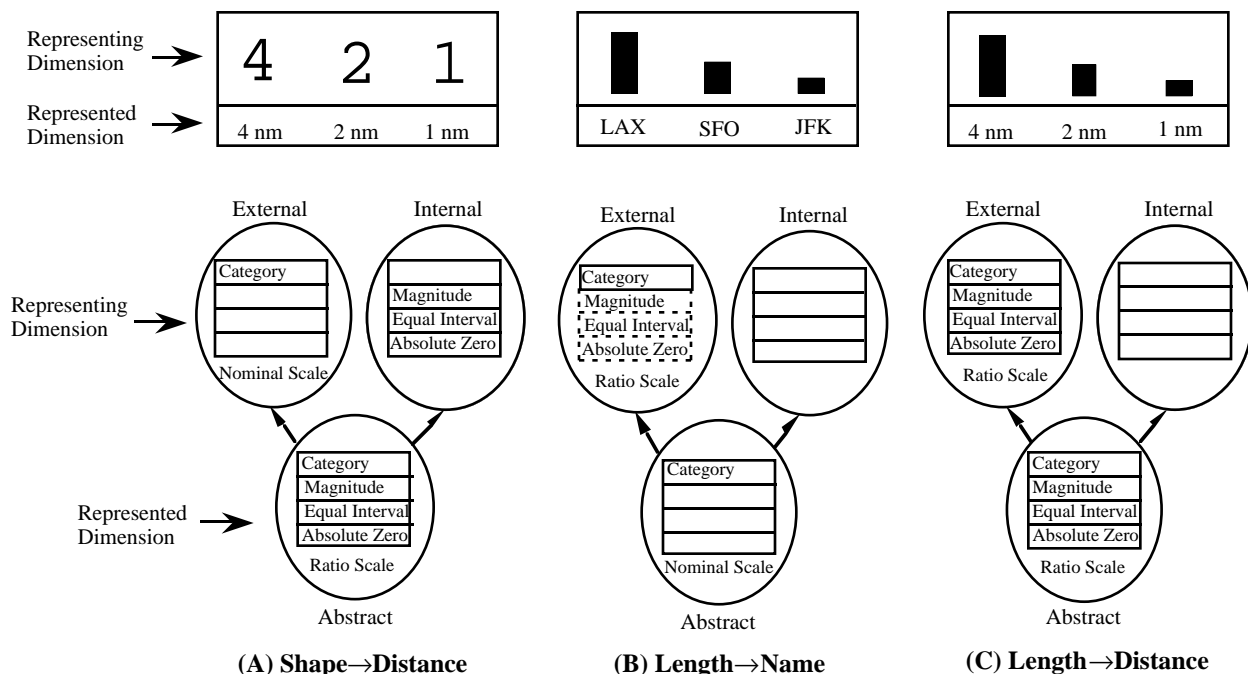 Representing
Dimension
4 2 1
Represented
Dimension
4 nm 2 nm 1 nm
LAX SFO JFK
4 nm 2 nm 1 nm
External Internal
External Internal
External Internal
Representing
Dimension
Category
Nominal Scale
Magnitude
Equal Interval
Absolute Zero
Category
Magnitude
Equal Interval
Absolute Zero
Ratio Scale
Category
Magnitude
Equal Interval
Absolute Zero
Ratio Scale
Represented
Dimension
Category
Magnitude
Equal Interval
Absolute Zero
Ratio Scale
Abstract
Category
Nominal Scale
Abstract
Category
Magnitude
Equal Interval
Absolute Zero
Ratio Scale
Abstract
(A) Shape→Distance
(B) Length→Name
(C) Length→Distance